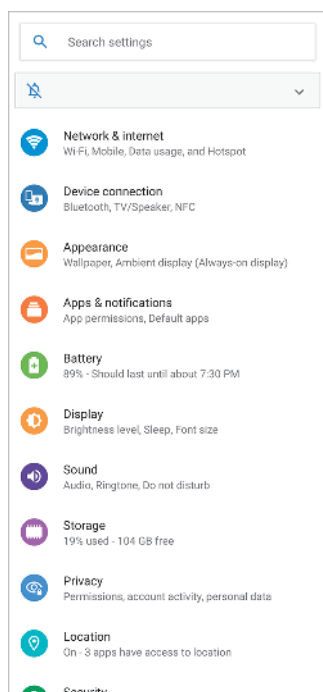 Search settings
Network & internet
Wi-Fi, Mobile, Data usage, and Hotspot
Device connection
Bluetooth, TV/Speaker, NFC
Appearance
Wallpaper, Ambient display (Always-on display)
Apps & notifications
App permissions, Default apps
Battery
89% - Should last until about 7:30 PM
Display
Brightness level, Sleep, Font size
Sound
Audio, Ringtone, Do not disturb
Storage
19% used - 104 GB free
Privacy
Permissions, account activity, personal data
Location
On - 3 apps have access to location
Security